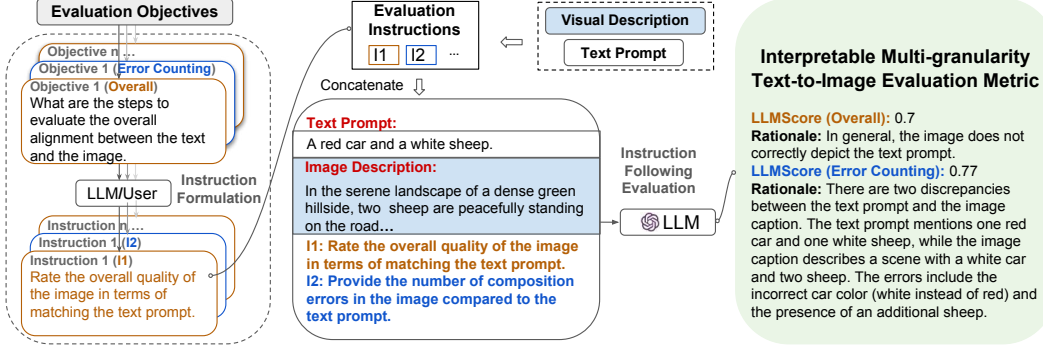 Evaluation Objectives
Objective n ...
Objective 1 (Error Counting)
Objective 1 (Overall)
What are the steps to
evaluate the overall
alignment between the text
and the image.
LLM/User
Instruction
Formulation
Instruction n ...
Instruction 1 (I2)
Instruction 1 (I1)
Rate the overall quality of
the image in terms of
matching the text prompt.
Evaluation
Instructions
I1 I2 ...
Visual Description
Text Prompt
Concatenate
Text Prompt:
A red car and a white sheep.
Image Description:
In the serene landscape of a dense green
hillside, two sheep are peacefully standing
on the road...
I1: Rate the overall quality of the image
in terms of matching the text prompt.
I2: Provide the number of composition
errors in the image compared to the
text prompt.
Instruction
Following
Evaluation
LLM
Interpretable Multi-granularity
Text-to-Image Evaluation Metric
LLMScore (Overall): 0.7
Rationale: In general, the image does not
correctly depict the text prompt.
LLMScore (Error Counting): 0.77
Rationale: There are two discrepancies
between the text prompt and the image
caption. The text prompt mentions one red
car and one white sheep, while the image
caption describes a scene with a white car
and two sheep. The errors include the
incorrect car color (white instead of red) and
the presence of an additional sheep.